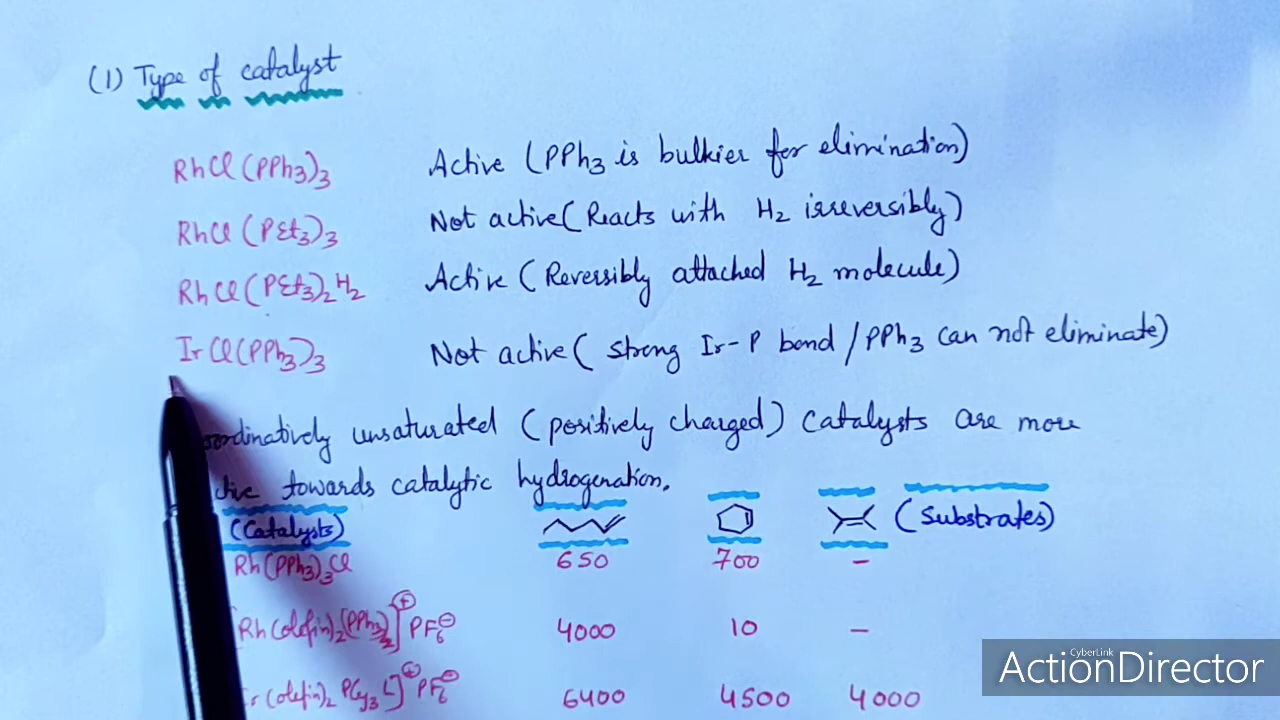 (1) Type of catalyst
RhCl(PPh3)3 Active (PPh3 is bulkier for elimination)
RhCl(PEt3)3 Not active (Reacts with H2 irreversibly)
RhCl(PEt3)2H2 Active (Reversibly attached H2 molecule)
IrCl(PPh3)3 Not active (strong Ir-P bond/PPh3 can not eliminate)
ordinatively unsaturated (positively charged) catalysts are more
ctive towards catalytic hydrogenation.
(Catalysts) (Substrates)
Rh(PPh3)3Cl 650 700 -
[Rh(olefin)2(PPh3)2]⊕PF6⊖ 4000 10 -
Ir(olefin)2 PCy3 L]⊕PF6⊖ 6400 4500 4000
CyberLink
ActionDirector